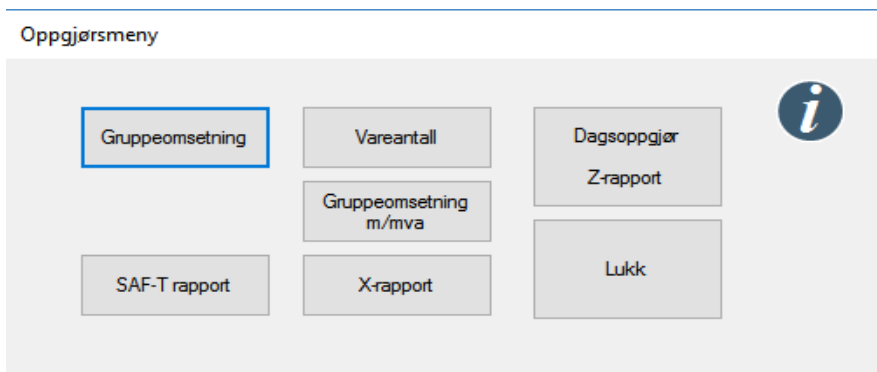 Oppgjørsmeny
Gruppeomsetning
Vareantall
Dagsoppgjør
Z-rapport
Gruppeomsetning
m/mva
SAF-T rapport
X-rapport
Lukk
i